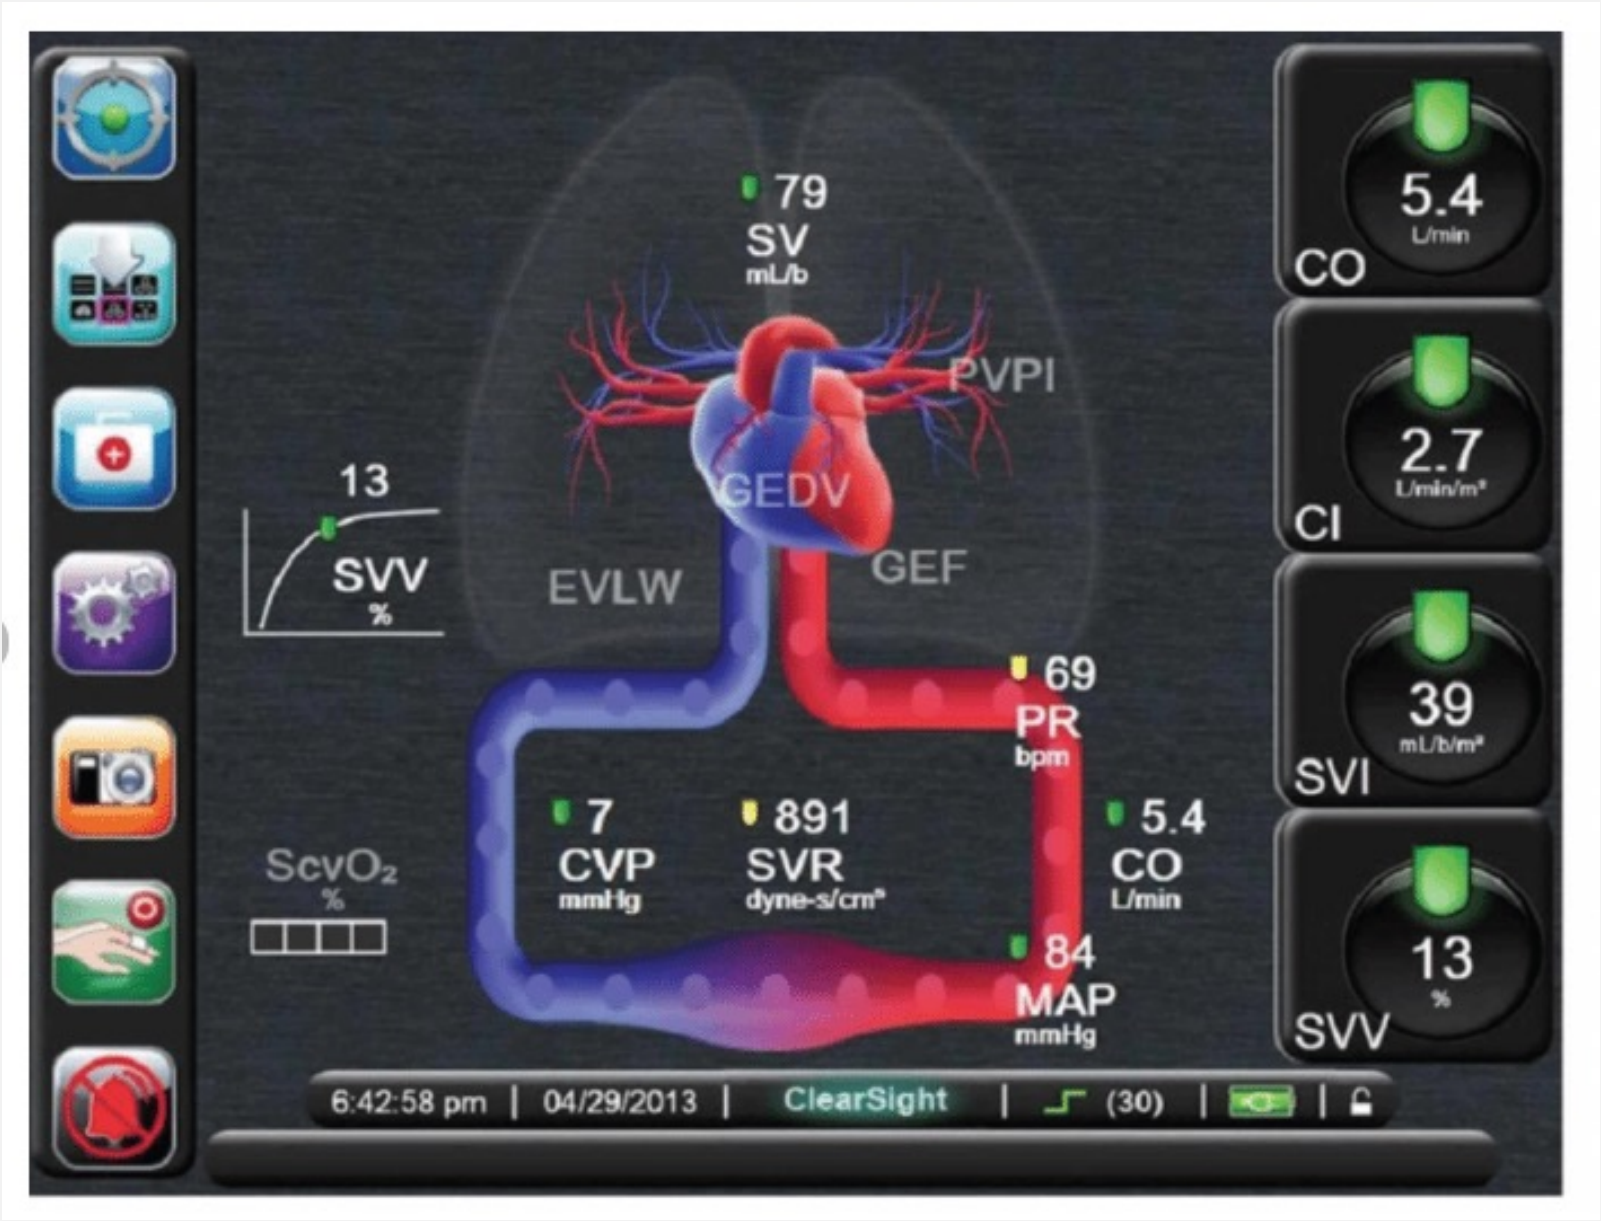 79
SV
mL/b
PVPI
GEDV
GEF
EVLW
13
SVV
%
69
PR
bpm
7
CVP
mmHg
891
SVR
dyne-s/cm⁵
5.4
CO
L/min
ScvO₂
%
84
MAP
mmHg
5.4
L/min
CO
2.7
L/min/m²
CI
39
mL/b/m²
SVI
13
%
SVV
6:42:58 pm | 04/29/2013 | ClearSight | (30) | |